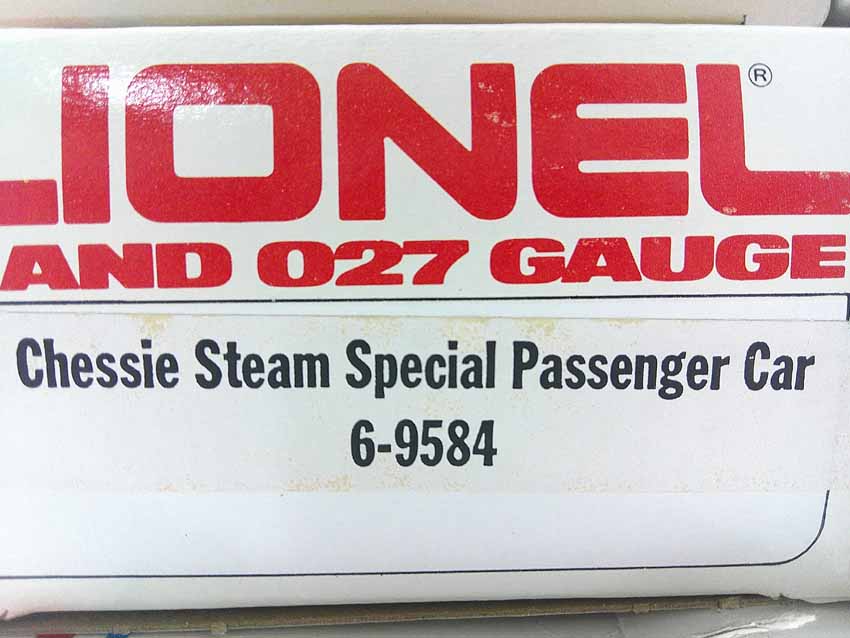 LIONEL®
AND 027 GAUGE
Chessie Steam Special Passenger Car
6-9584